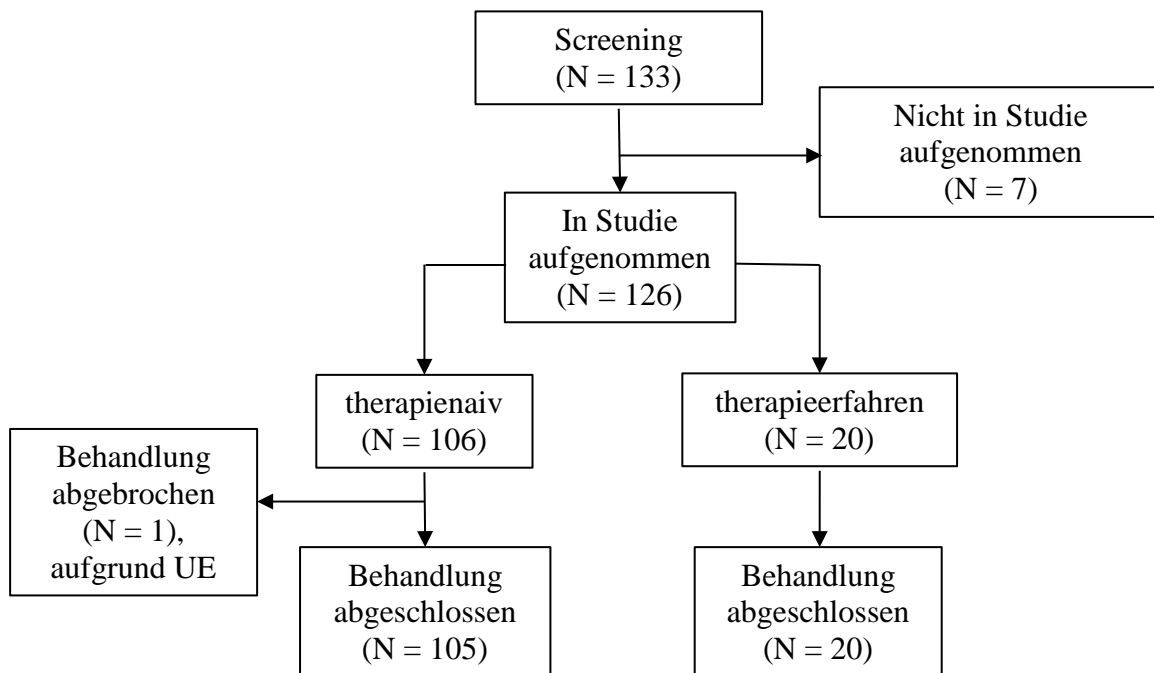 Screening
(N = 133)
Nicht in Studie
aufgenommen
(N = 7)
In Studie
aufgenommen
(N = 126)
therapienaiv
(N = 106)
therapieerfahren
(N = 20)
Behandlung
abgebrochen
(N = 1),
aufgrund UE
Behandlung
abgeschlossen
(N = 105)
Behandlung
abgeschlossen
(N = 20)